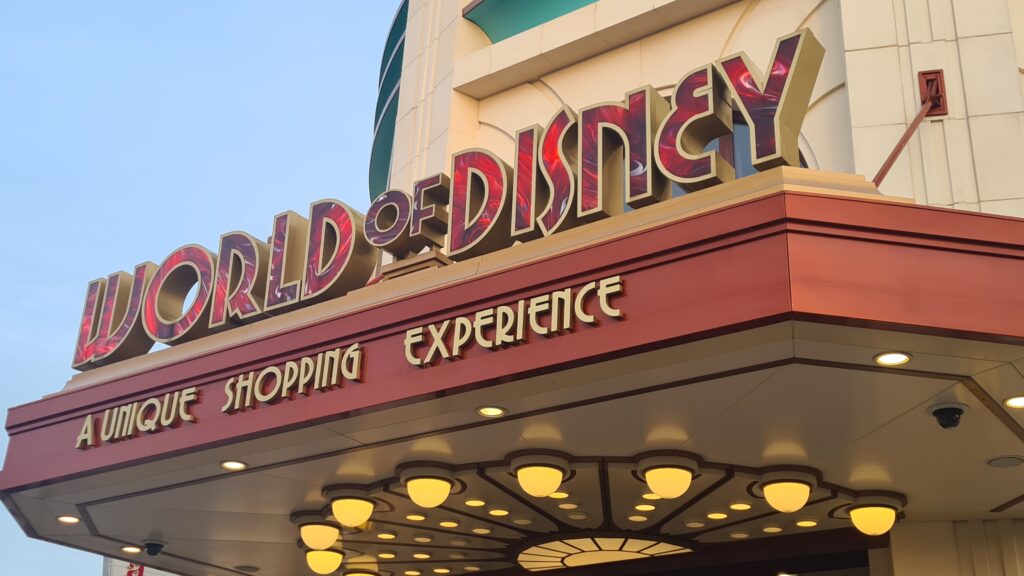 WORLD OF DISNEY
A UNIQUE SHOPPING EXPERIENCE